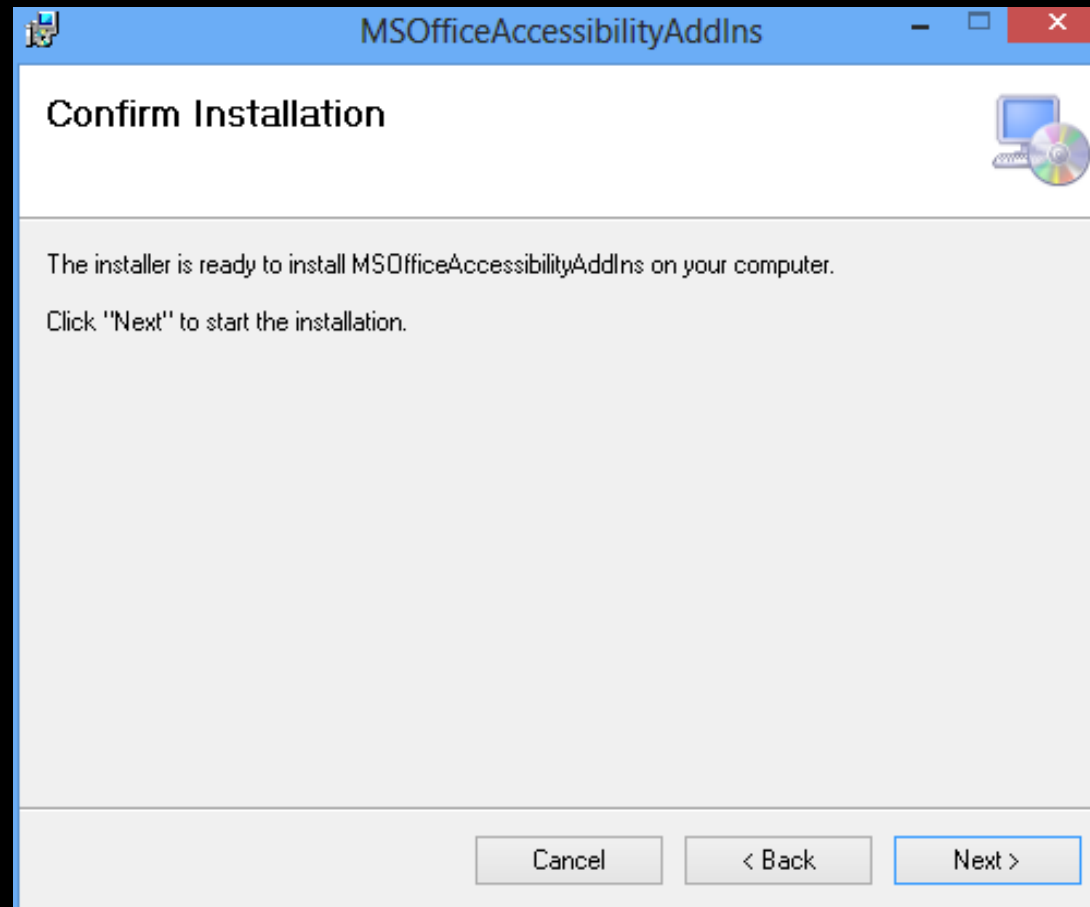 MSOfficeAccessibilityAddIns
Confirm Installation
The installer is ready to install MSOfficeAccessibilityAddIns on your computer.
Click "Next" to start the installation.
Cancel
< Back
Next >